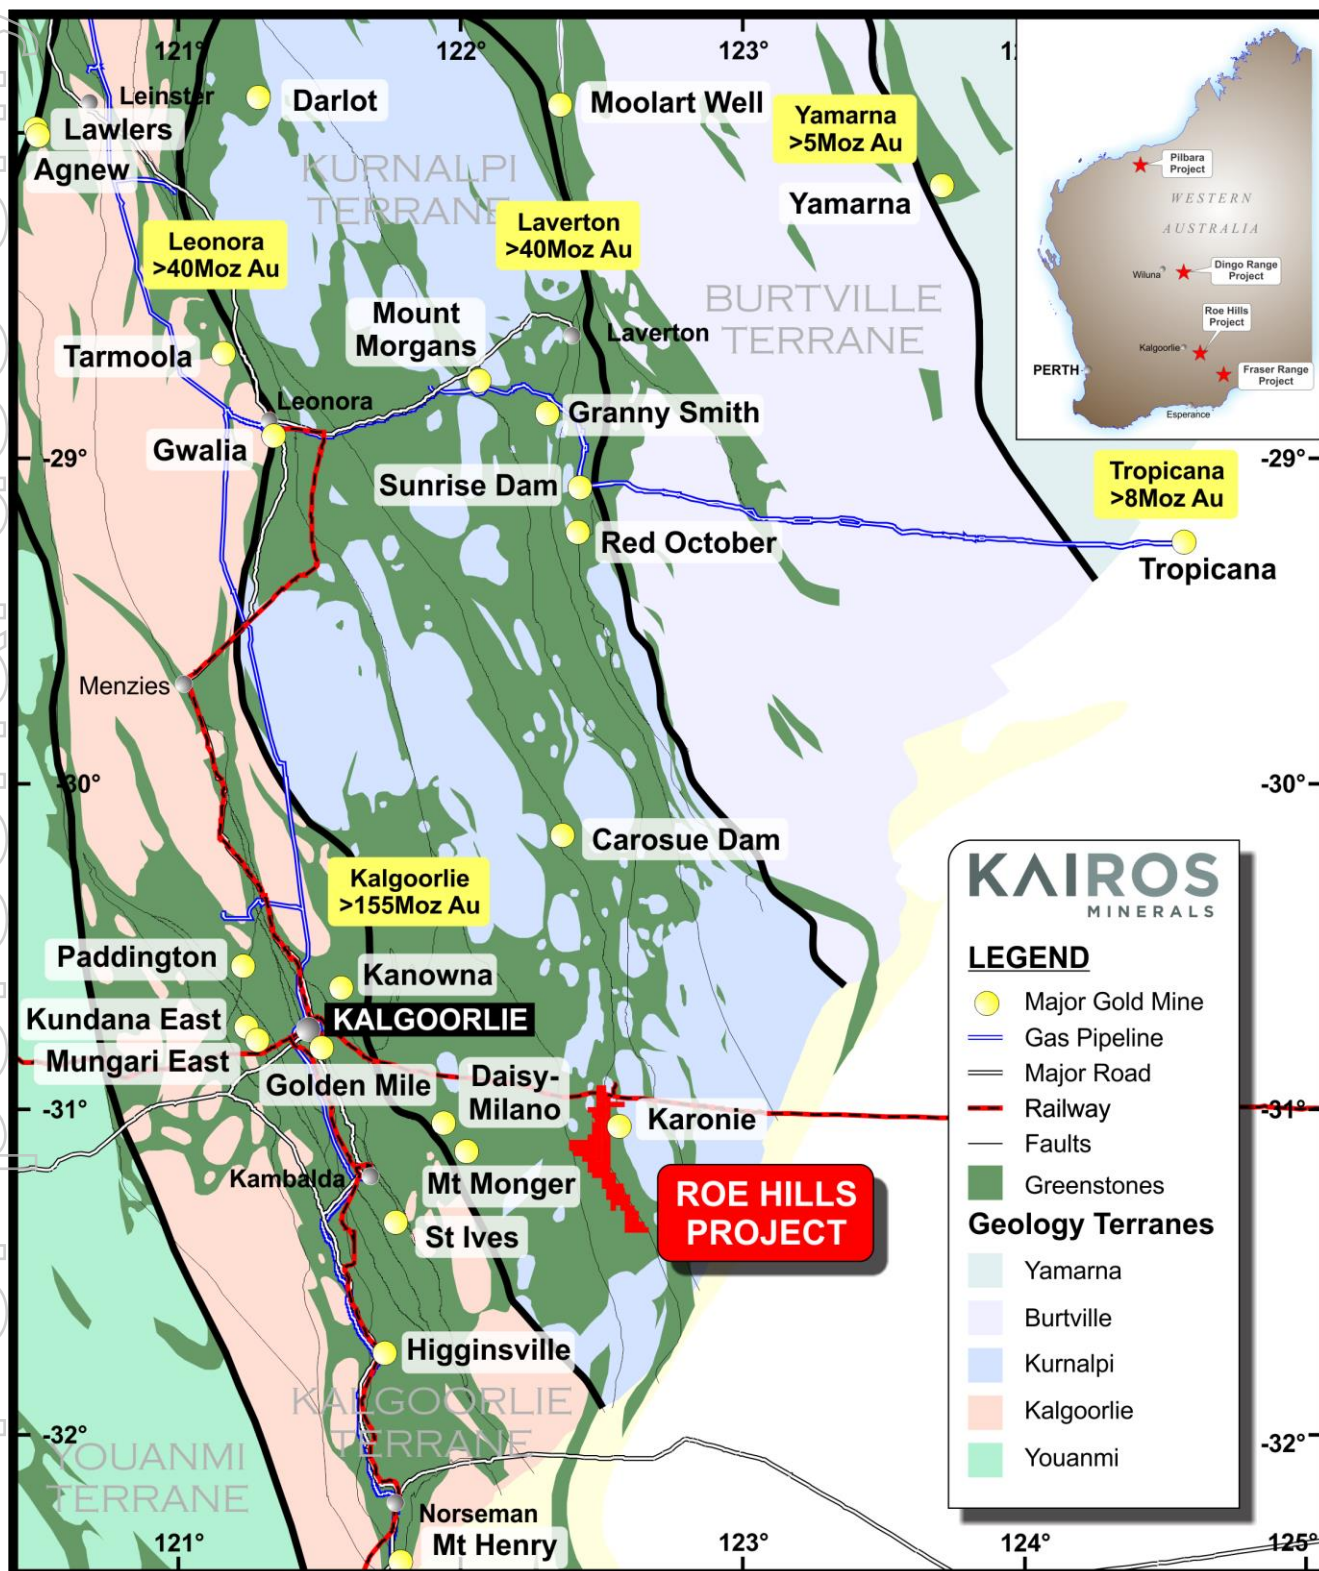 121°
122°
123°
Leinster
Darlot
Moolart Well
Yamarna
>5Moz Au
Lawlers
Agnew
KURNALPI
TERRANE
Yamarna
Leonora
>40Moz Au
Laverton
>40Moz Au
BURTVILLE
TERRANE
Mount
Morgans
Laverton
Tarmoola
Leonora
Granny Smith
Gwalia
-29°
-29°
Sunrise Dam
Tropicana
>8Moz Au
Red October
Tropicana
Menzies
-30°
-30°
Carosue Dam
Kalgoorlie
>155Moz Au
Paddington
Kanowna
Kundana East
KALGOORLIE
Mungari East
Golden Mile
Daisy-
Milano
-31°
-31°
Karonie
Kambalda
Mt Monger
ROE HILLS
PROJECT
St Ives
Higginsville
KALGOORLIE
TERRANE
-32°
-32°
YOUANMI
TERRANE
Norseman
Mt Henry
121°
122°
123°
124°
125°
Pilbara
Project
WESTERN
AUSTRALIA
Wiluna
Dingo Range
Project
Roe Hills
Project
Kalgoorlie
PERTH
Fraser Range
Project
Esperance
KAIROS
MINERALS
LEGEND
Major Gold Mine
Gas Pipeline
Major Road
Railway
Faults
Greenstones
Geology Terranes
Yamarna
Burtville
Kurnalpi
Kalgoorlie
Youanmi